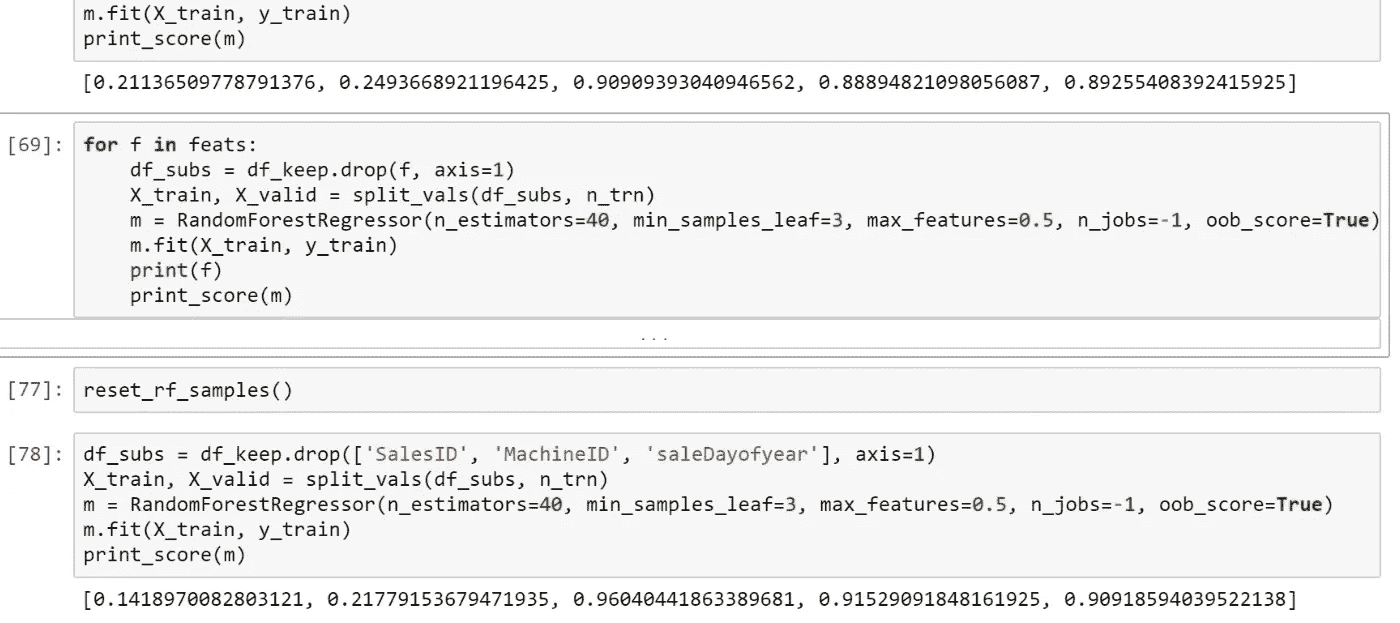 m.fit(X_train, y_train)
print_score(m)
[0.21136509778791376, 0.2493668921196425, 0.90909393040946562, 0.88894821098056087, 0.89255408392415925]
[69]: for f in feats:
    df_subs = df_keep.drop(f, axis=1)
    X_train, X_valid = split_vals(df_subs, n_trn)
    m = RandomForestRegressor(n_estimators=40, min_samples_leaf=3, max_features=0.5, n_jobs=-1, oob_score=True)
    m.fit(X_train, y_train)
    print(f)
    print_score(m)
...
[77]: reset_rf_samples()
[78]: df_subs = df_keep.drop(['SalesID', 'MachineID', 'saleDayofyear'], axis=1)
X_train, X_valid = split_vals(df_subs, n_trn)
m = RandomForestRegressor(n_estimators=40, min_samples_leaf=3, max_features=0.5, n_jobs=-1, oob_score=True)
m.fit(X_train, y_train)
print_score(m)
[0.1418970082803121, 0.21779153679471935, 0.96040441863389681, 0.91529091848161925, 0.90918594039522138]